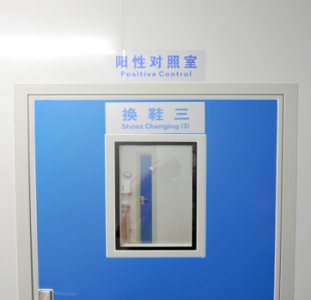 阳性对照室
Positive Control
换鞋三
Shoes Changing (3)